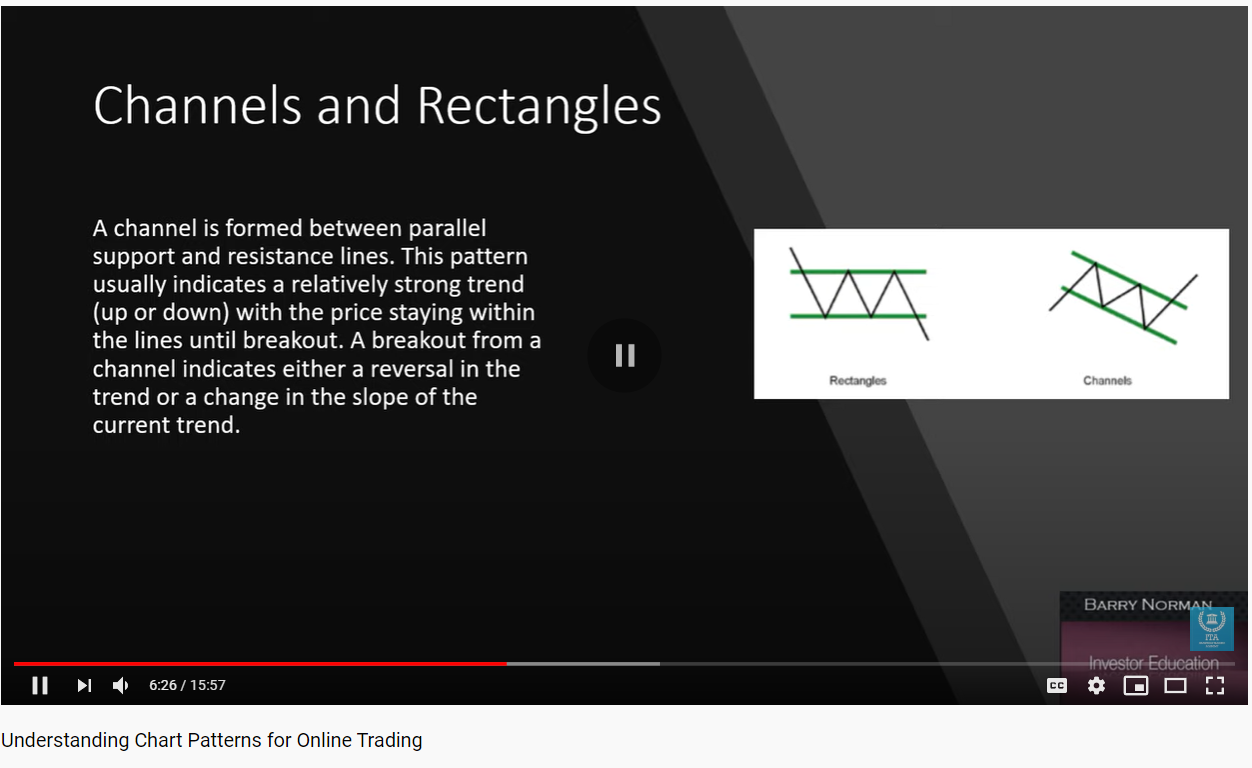 Channels and Rectangles
A channel is formed between parallel
support and resistance lines. This pattern
usually indicates a relatively strong trend
(up or down) with the price staying within
the lines until breakout. A breakout from a
channel indicates either a reversal in the
trend or a change in the slope of the
current trend.
Rectangles
Channels
BARRY NORMAN
ITA
Investor Education
6:26 / 15:57
CC
Understanding Chart Patterns for Online Trading